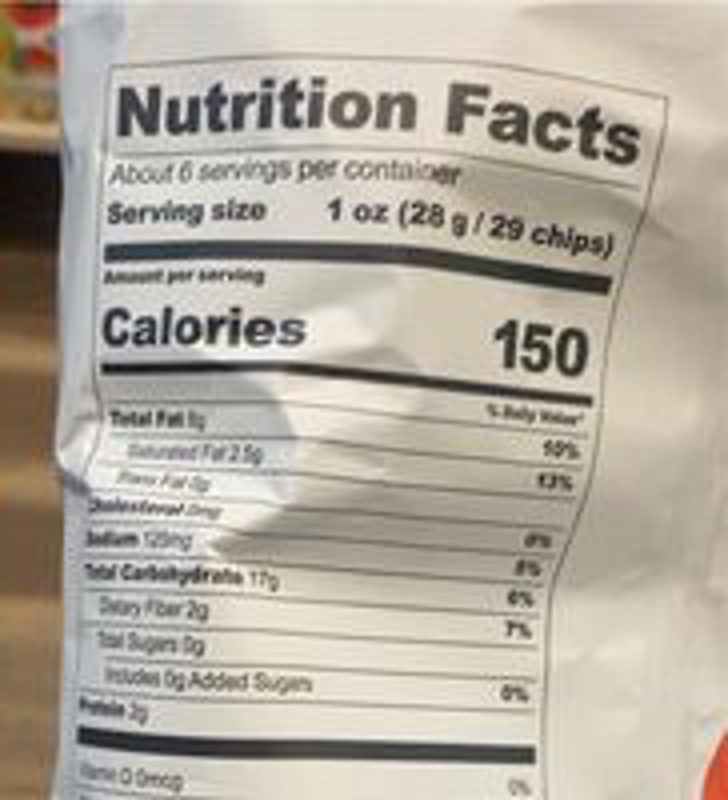 Nutrition Facts
About 6 servings per container
Serving size 1 oz (28 g / 29 chips)
Amount per serving
Calories 150
% Daily Value*
Total Fat 8g 10%
Saturated Fat 2.5g 13%
Trans Fat 0g
Cholesterol 0mg 0%
Sodium 125mg
Total Carbohydrate 17g 6%
Dietary Fiber 2g 7%
Total Sugars 0g
Includes 0g Added Sugars 0%
Protein 2g
Vitamin D 0mcg 0%